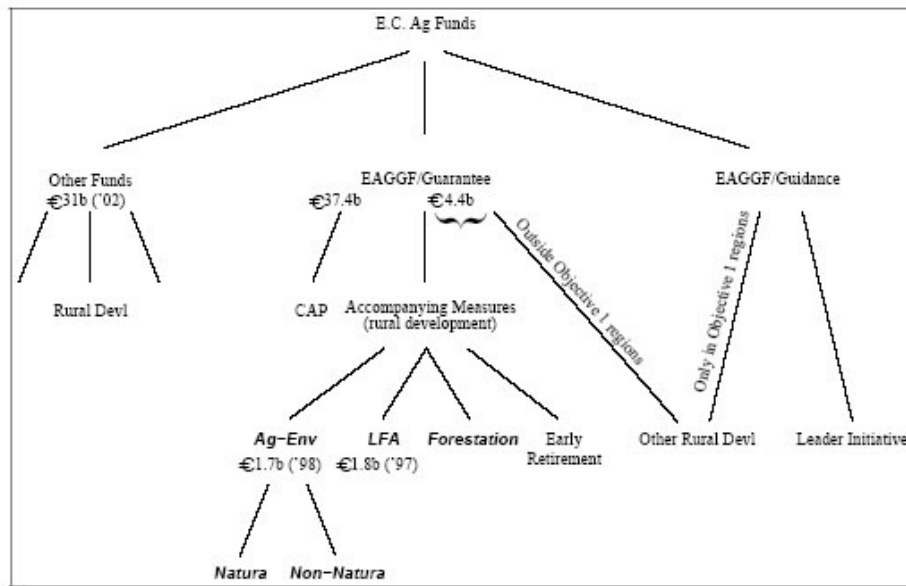 E.C. Ag Funds
Other Funds
€31b ('02)
EAGGF/Guarantee
€37.4b
€4.4b
EAGGF/Guidance
Outside Objective 1 regions
Only in Objective 1 regions
Rural Devl
CAP
Accompanying Measures
(rural development)
Ag-Env
€1.7b ('98)
LFA
€1.8b ('97)
Forestation
Early
Retirement
Other Rural Devl
Leader Initiative
Natura
Non-Natura